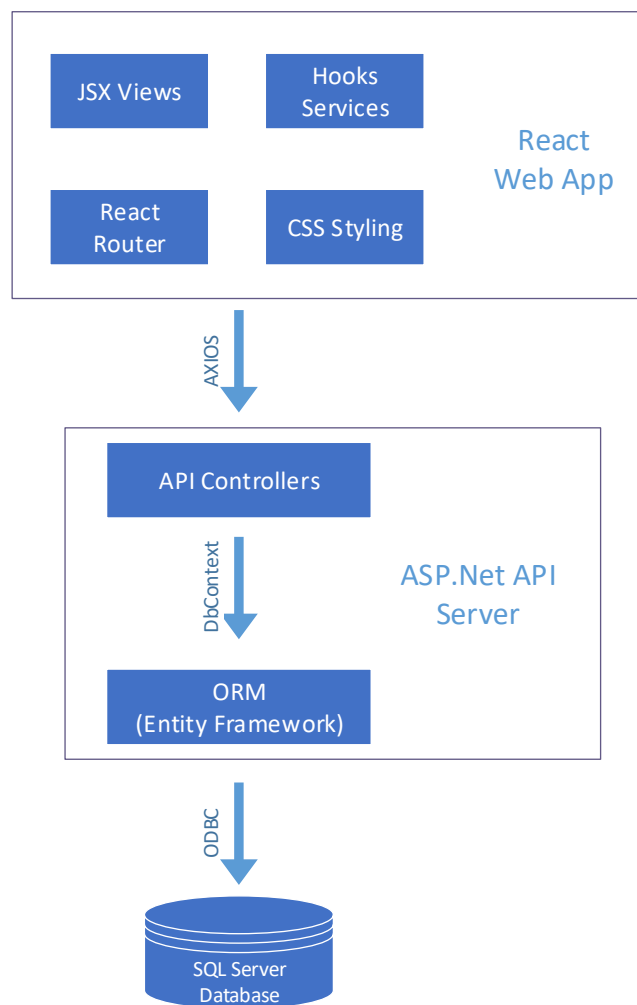 JSX Views
Hooks
Services
React
Web App
React
Router
CSS Styling
AXIOS
API Controllers
DbContext
ASP.Net API
Server
ORM
(Entity Framework)
ODBC
SQL Server
Database